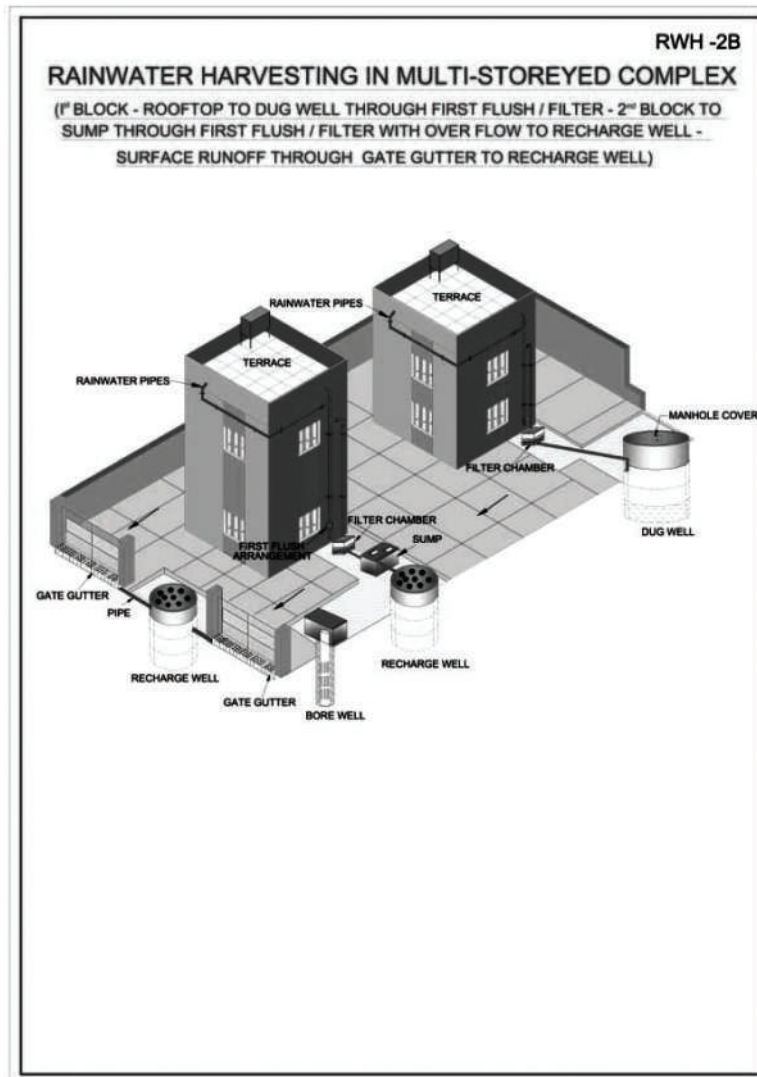 RWH -2B
RAINWATER HARVESTING IN MULTI-STOREYED COMPLEX
(Iˢᵗ BLOCK - ROOFTOP TO DUG WELL THROUGH FIRST FLUSH / FILTER - 2ⁿᵈ BLOCK TO
SUMP THROUGH FIRST FLUSH / FILTER WITH OVER FLOW TO RECHARGE WELL -
SURFACE RUNOFF THROUGH GATE GUTTER TO RECHARGE WELL)
RAINWATER PIPES
TERRACE
TERRACE
RAINWATER PIPES
MANHOLE COVER
FILTER CHAMBER
DUG WELL
FILTER CHAMBER
SUMP
FIRST FLUSH
ARRANGEMENT
GATE GUTTER
PIPE
RECHARGE WELL
RECHARGE WELL
GATE GUTTER
BORE WELL